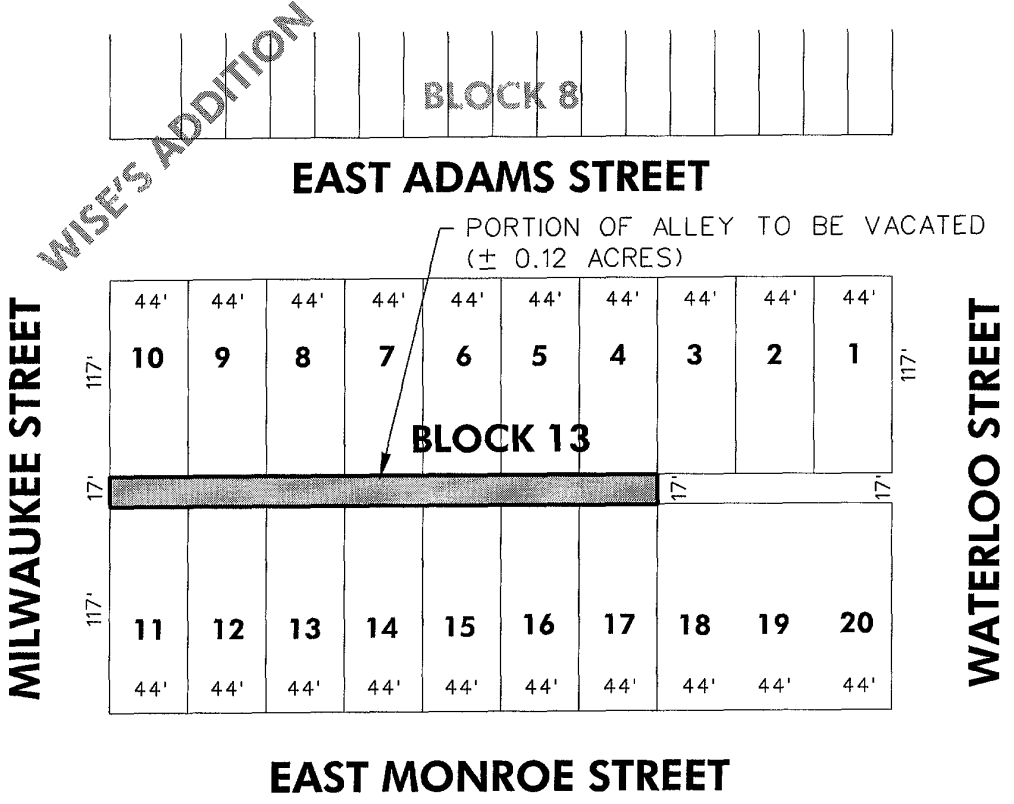 WISE'S ADDITION
BLOCK 8
EAST ADAMS STREET
PORTION OF ALLEY TO BE VACATED
(± 0.12 ACRES)
MILWAUKEE STREET
WATERLOO STREET
44' 44' 44' 44' 44' 44' 44' 44' 44' 44'
117' 10 9 8 7 6 5 4 3 2 1 117'
BLOCK 13
17' 17' 17'
117' 11 12 13 14 15 16 17 18 19 20
44' 44' 44' 44' 44' 44' 44' 44' 44' 44'
EAST MONROE STREET